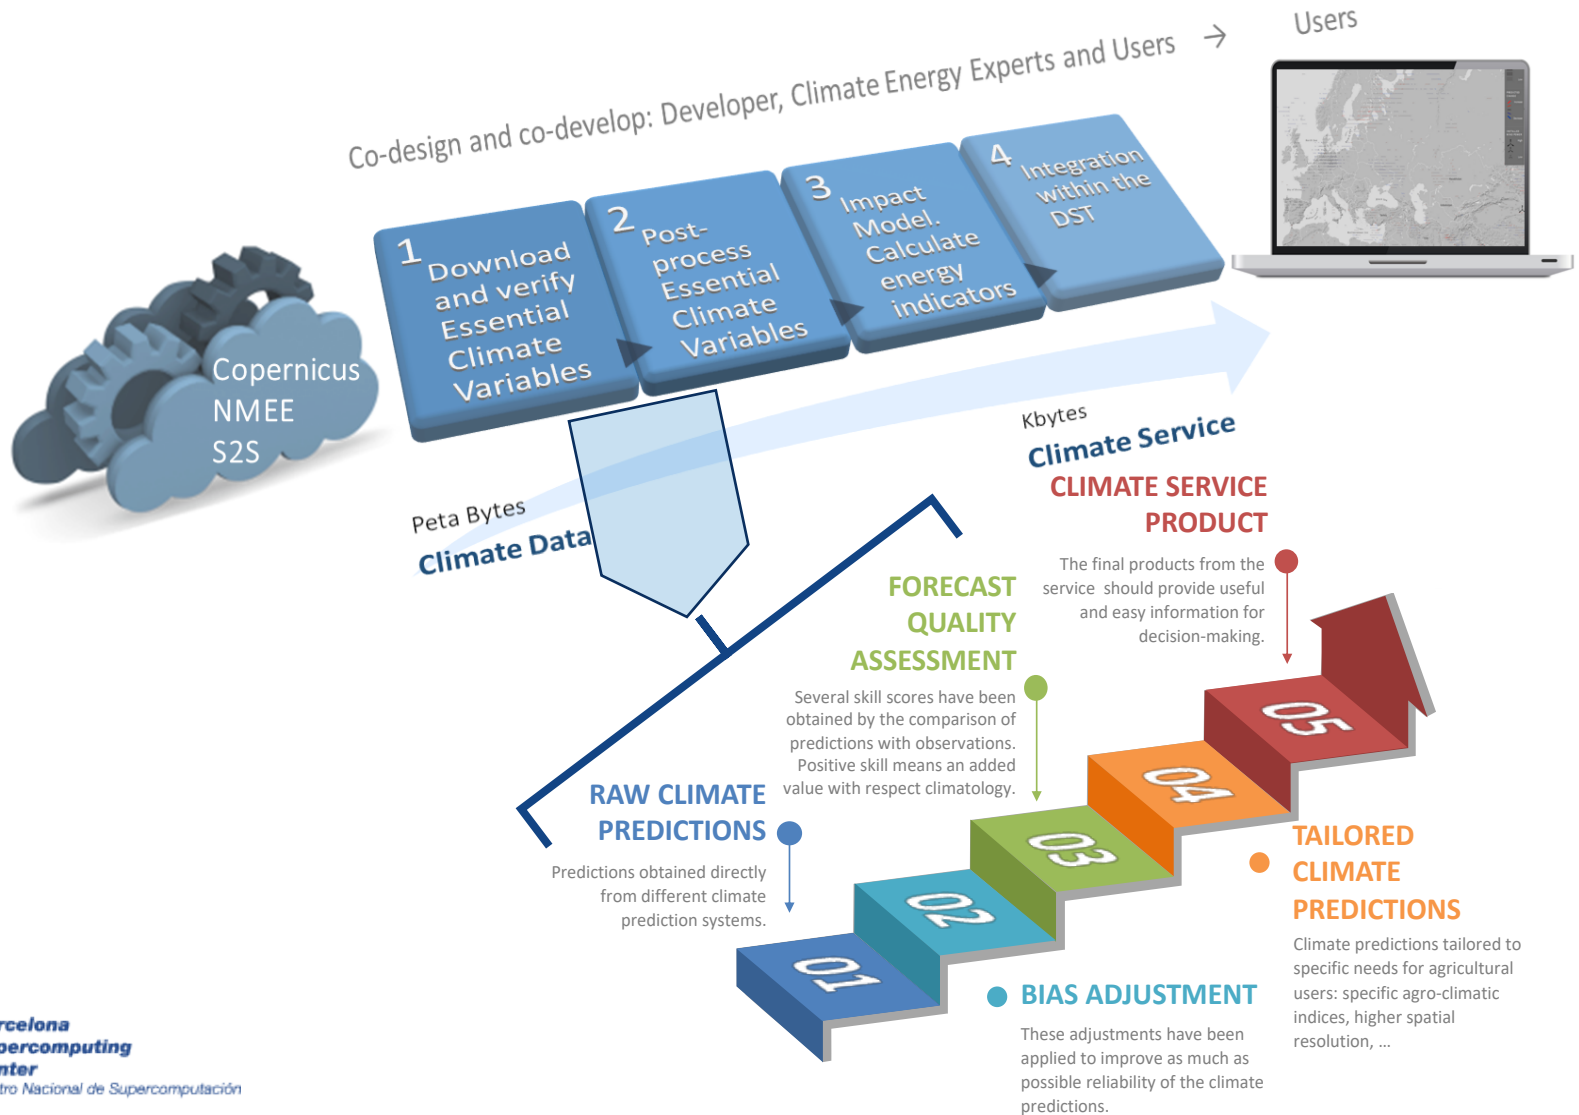 Users
Co-design and co-develop: Developer, Climate Energy Experts and Users →
1
Download
and verify
Essential
Climate
Variables
2
Post-
process
Essential
Climate
Variables
3
Impact
Model.
Calculate
energy
indicators
4
Integration
within the
DST
Copernicus
NMEE
S2S
Peta Bytes
Climate Data
Kbytes
Climate Service
CLIMATE SERVICE
PRODUCT
The final products from the
service should provide useful
and easy information for
decision-making.
FORECAST
QUALITY
ASSESSMENT
Several skill scores have been
obtained by the comparison of
predictions with observations.
Positive skill means an added
value with respect climatology.
RAW CLIMATE
PREDICTIONS
Predictions obtained directly
from different climate
prediction systems.
01
02
03
04
05
TAILORED
CLIMATE
PREDICTIONS
Climate predictions tailored to
specific needs for agricultural
users: specific agro-climatic
indices, higher spatial
resolution, ...
BIAS ADJUSTMENT
These adjustments have been
applied to improve as much as
possible reliability of the climate
predictions.
rcelona
percomputing
nter
tro Nacional de Supercomputación